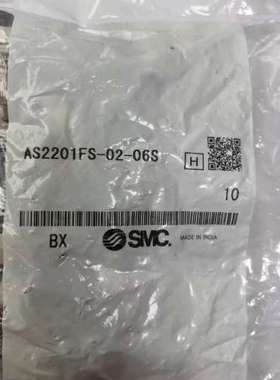 AS2201FS-02-06S H
10
BX SMC. MADE IN INDIA